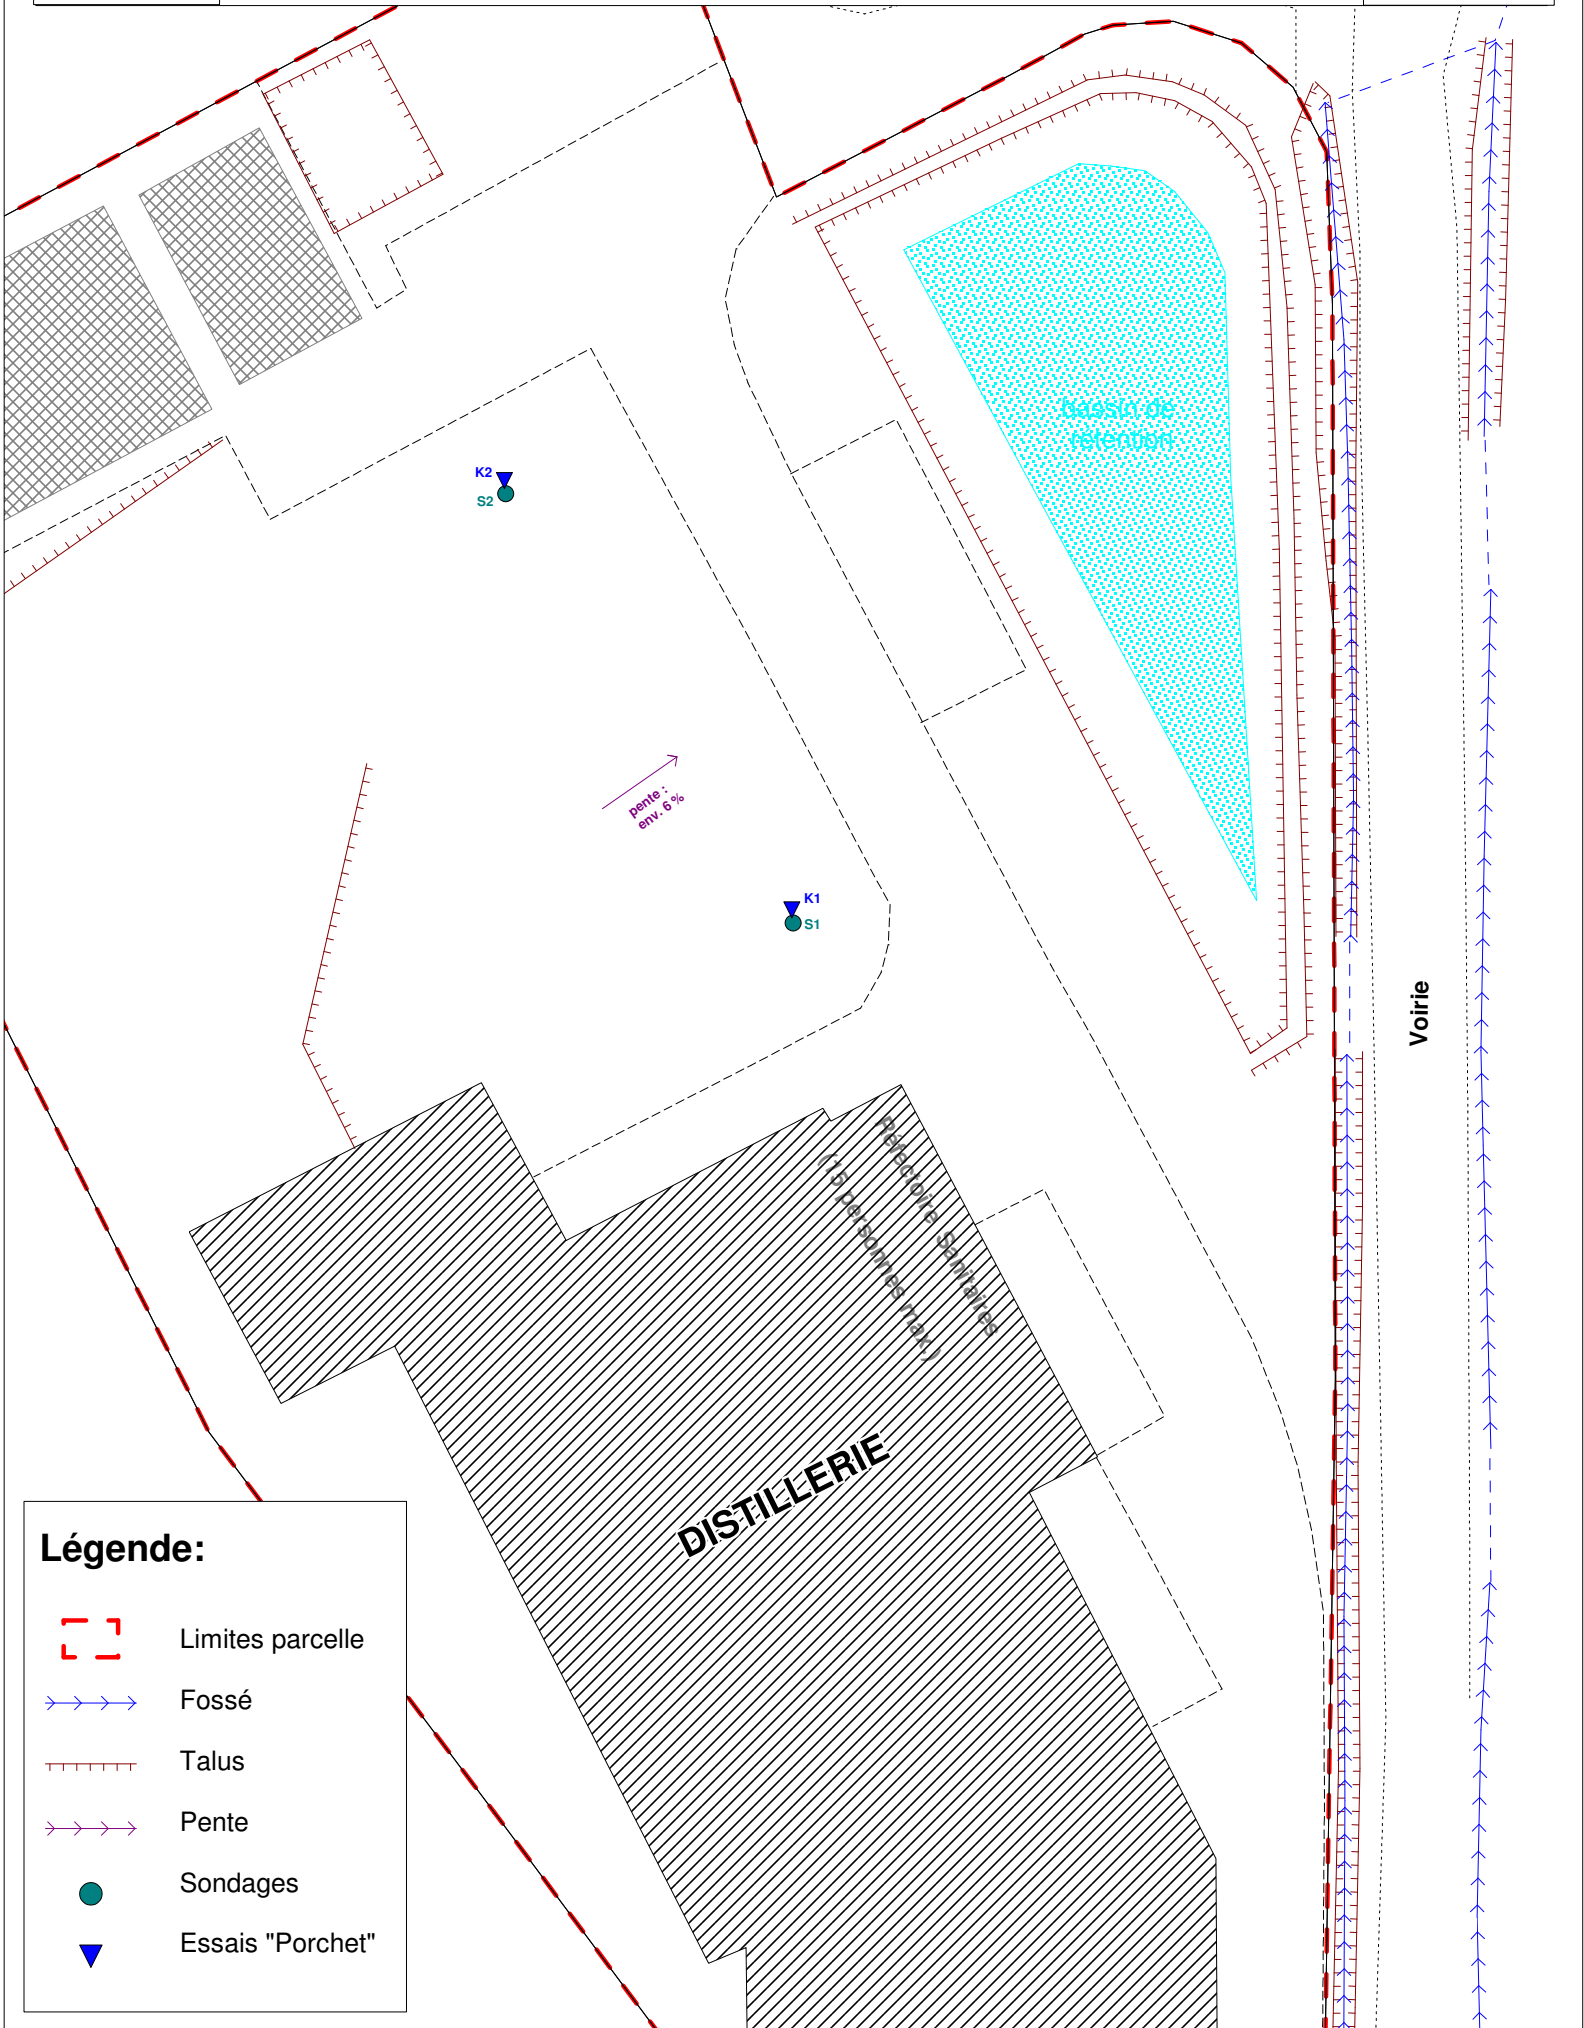 bassin de
rétention
K2
S2
pente :
env. 6 %
K1
S1
Voirie
Réfectoire Sanitaires
(15 personnes max.)
DISTILLERIE
Légende:
Limites parcelle
Fossé
Talus
Pente
Sondages
Essais "Porchet"